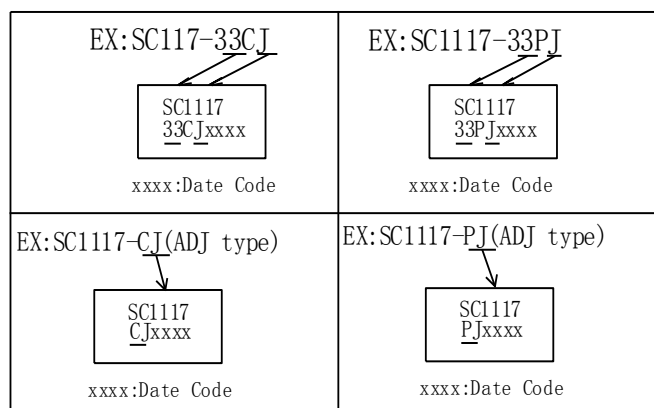 EX:SC117-33CJ
SC1117
33CJxxxx
xxxx:Date Code
EX:SC1117-33PJ
SC1117
33PJxxxx
xxxx:Date Code
EX:SC1117-CJ(ADJ type)
SC1117
CJxxxx
xxxx:Date Code
EX:SC1117-PJ(ADJ type)
SC1117
PJxxxx
xxxx:Date Code